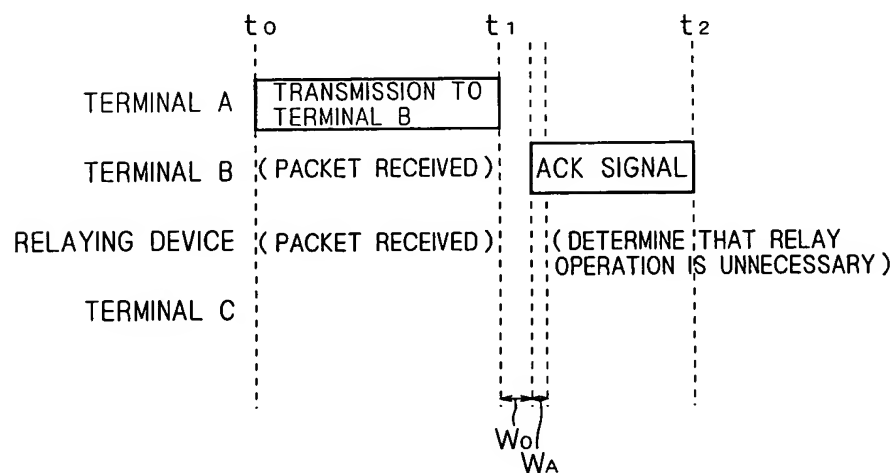 t0 t1 t2
TERMINAL A
TRANSMISSION TO
TERMINAL B
TERMINAL B (PACKET RECEIVED) ACK SIGNAL
RELAYING DEVICE (PACKET RECEIVED) (DETERMINE THAT RELAY
OPERATION IS UNNECESSARY)
TERMINAL C
W0
WA